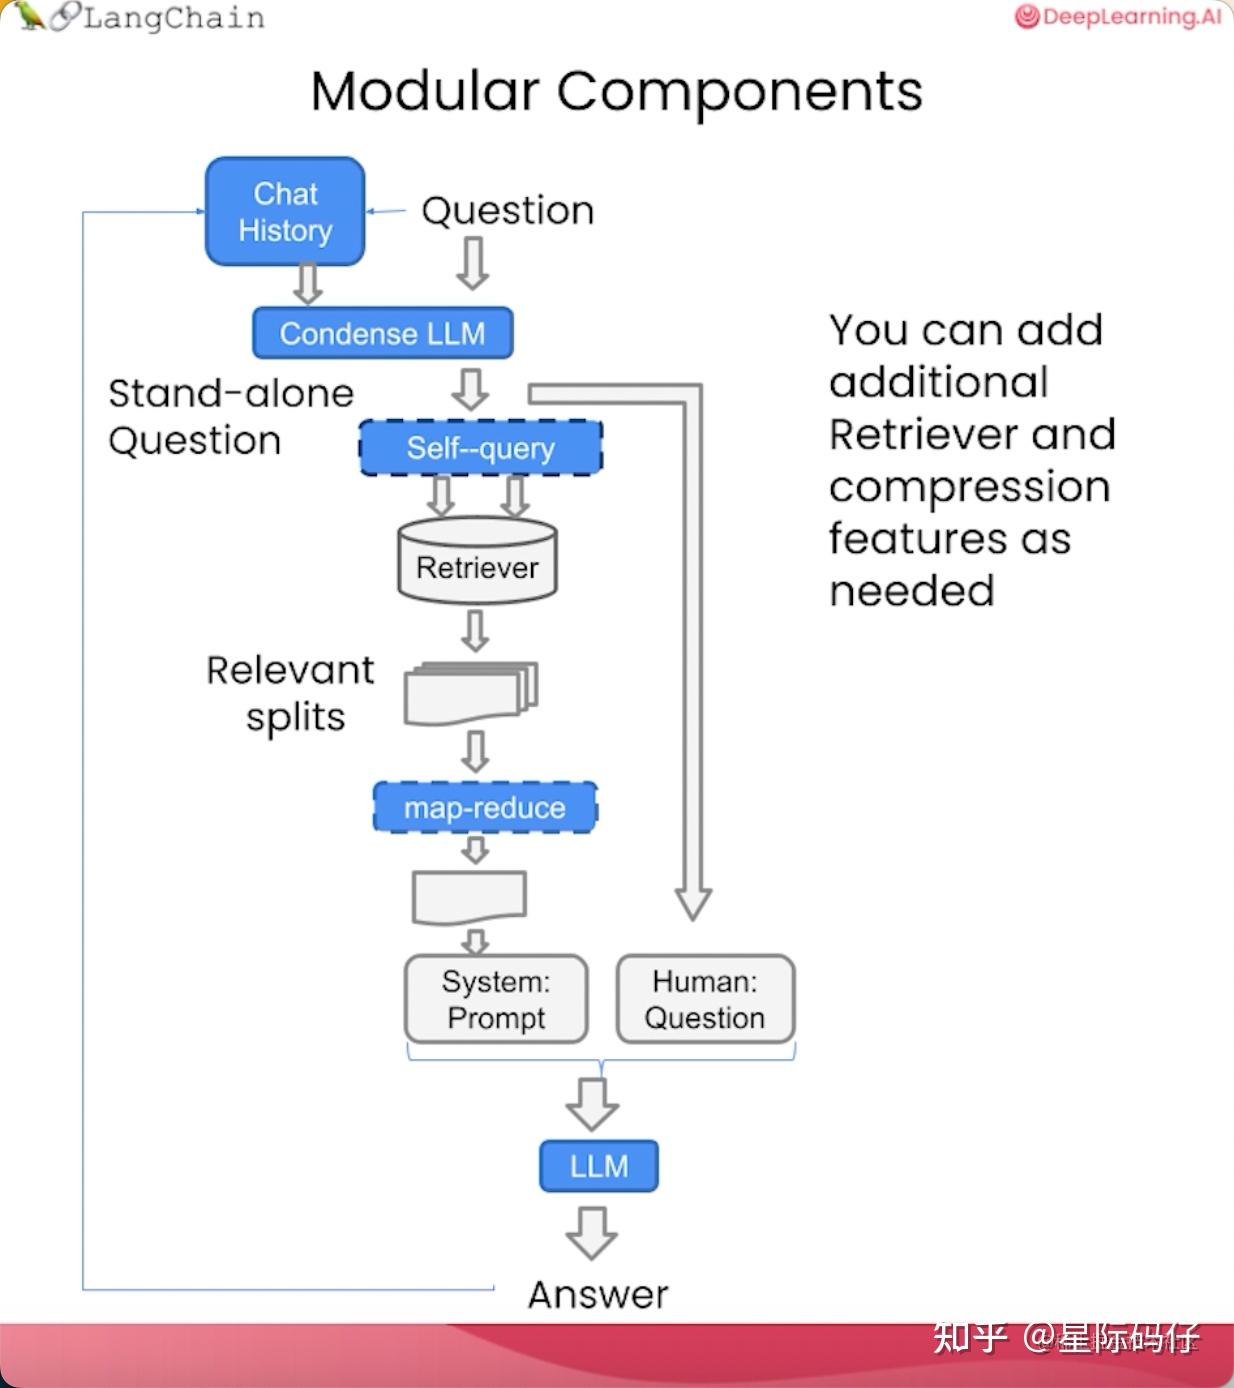 LangChain
DeepLearning.AI
Modular Components
Chat
History
Question
Condense LLM
Stand-alone
Question
Self--query
Retriever
Relevant
splits
map-reduce
System:
Prompt
Human:
Question
LLM
Answer
You can add
additional
Retriever and
compression
features as
needed
知乎 @星际码仔